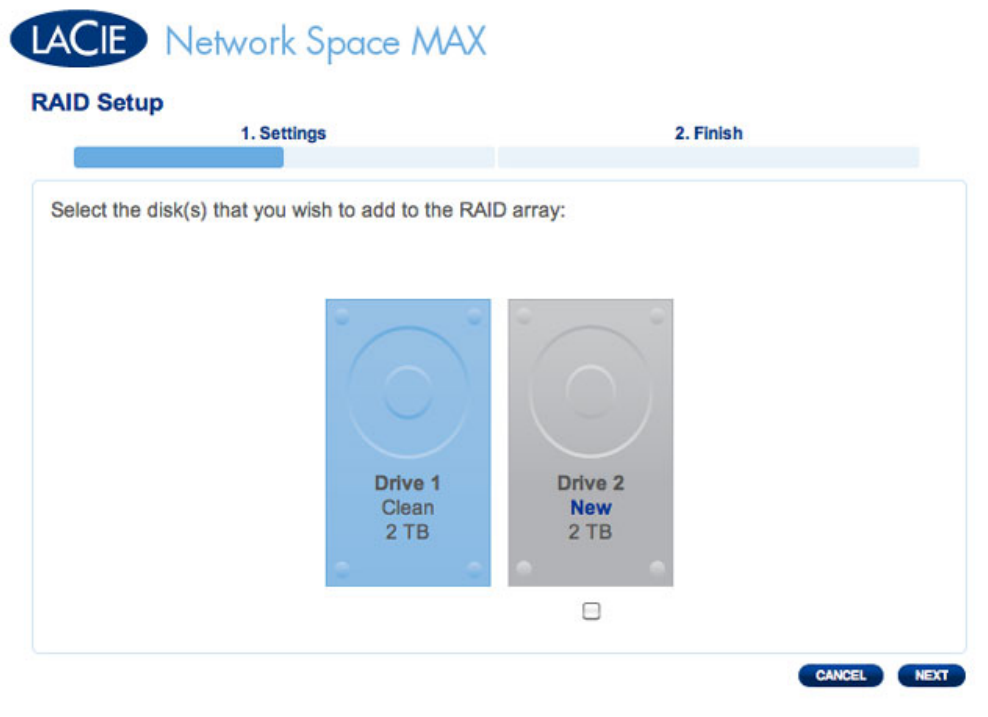 LACIE Network Space MAX
RAID Setup
1. Settings 2. Finish
Select the disk(s) that you wish to add to the RAID array:
Drive 1 Drive 2
Clean New
2 TB 2 TB
CANCEL NEXT